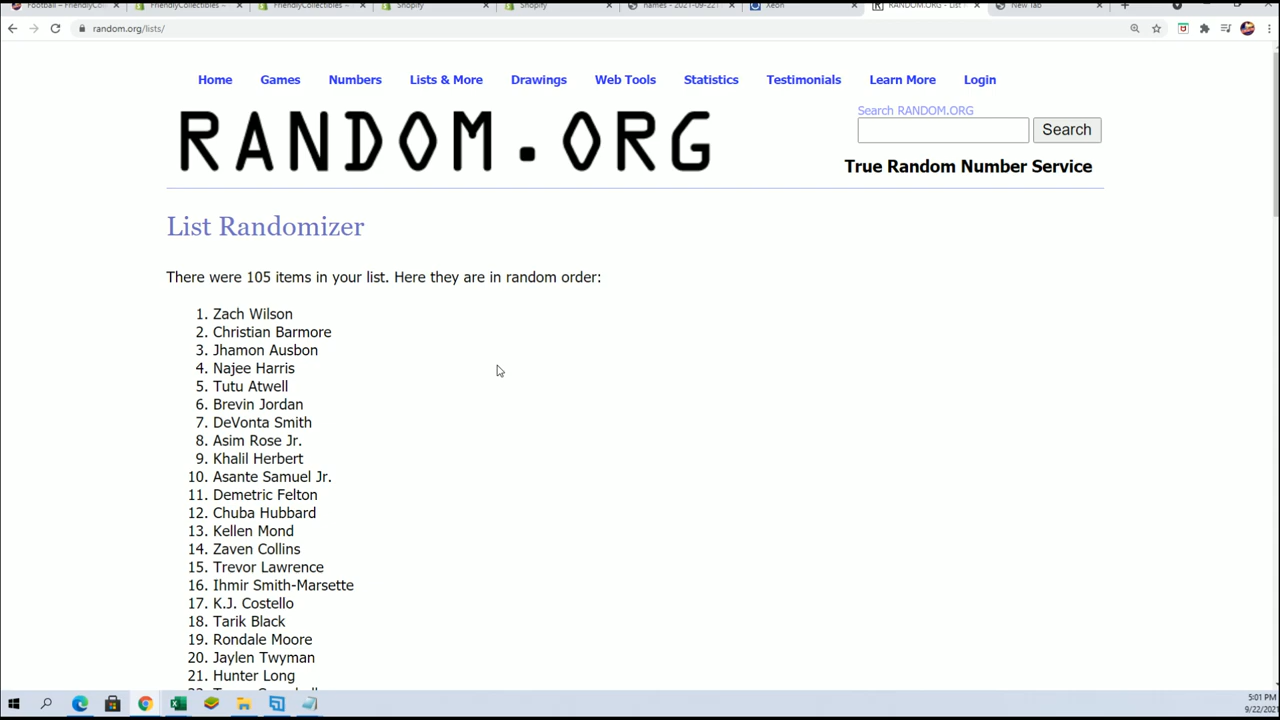 Football – FriendlyCollectibles
FriendlyCollectibles –
FriendlyCollectibles –
Shopify
Shopify
names - 2021-09-22T
Xeon
RANDOM.ORG - List
New Tab
random.org/lists/
Home Games Numbers Lists & More Drawings Web Tools Statistics Testimonials Learn More Login
RANDOM.ORG
Search RANDOM.ORG
Search
True Random Number Service
List Randomizer
There were 105 items in your list. Here they are in random order:
1. Zach Wilson
2. Christian Barmore
3. Jhamon Ausbon
4. Najee Harris
5. Tutu Atwell
6. Brevin Jordan
7. DeVonta Smith
8. Asim Rose Jr.
9. Khalil Herbert
10. Asante Samuel Jr.
11. Demetric Felton
12. Chuba Hubbard
13. Kellen Mond
14. Zaven Collins
15. Trevor Lawrence
16. Ihmir Smith-Marsette
17. K.J. Costello
18. Tarik Black
19. Rondale Moore
20. Jaylen Twyman
21. Hunter Long
5:01 PM
9/22/2021